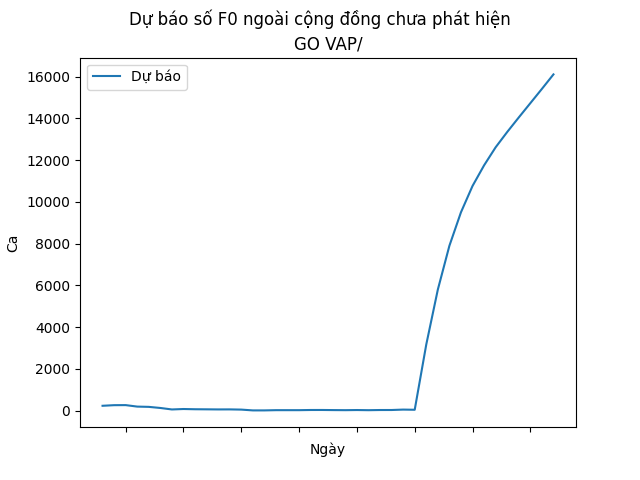 Dự báo số F0 ngoài cộng đồng chưa phát hiện
GO VAP/
Dự báo
16000
14000
12000
10000
8000
6000
4000
2000
0
Ca
Ngày